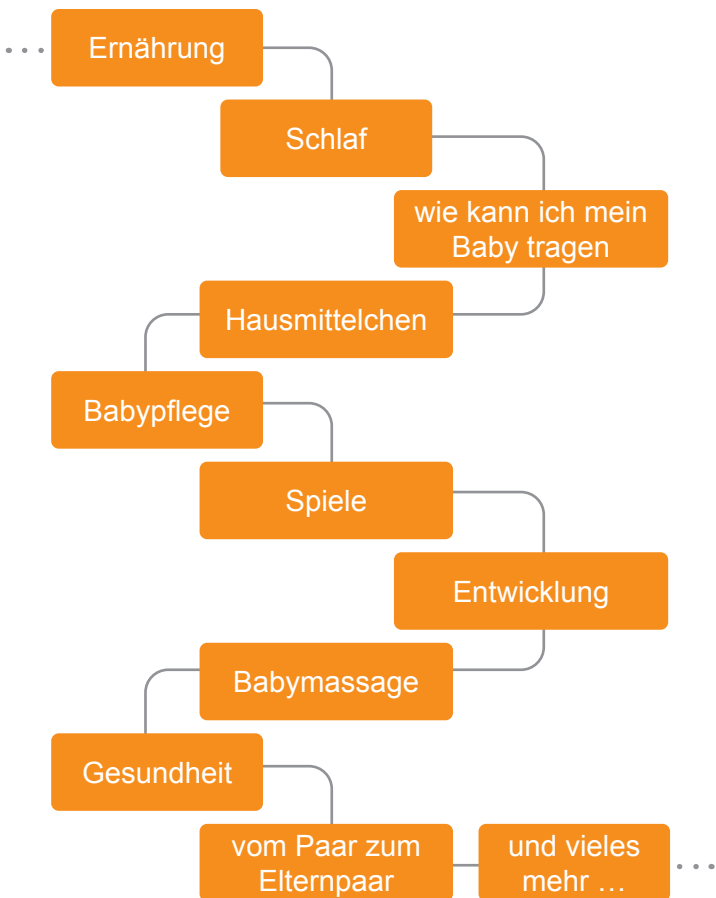 Ernährung
Schlaf
wie kann ich mein
Baby tragen
Hausmittelchen
Babypflege
Spiele
Entwicklung
Babymassage
Gesundheit
vom Paar zum
Elternpaar
und vieles
mehr …